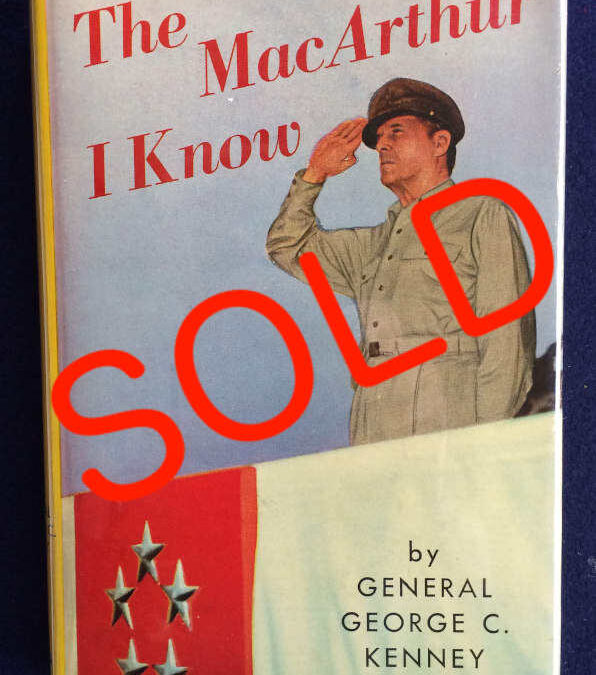 The
MacArthur
I Know
SOLD
by
GENERAL
GEORGE C.
KENNEY